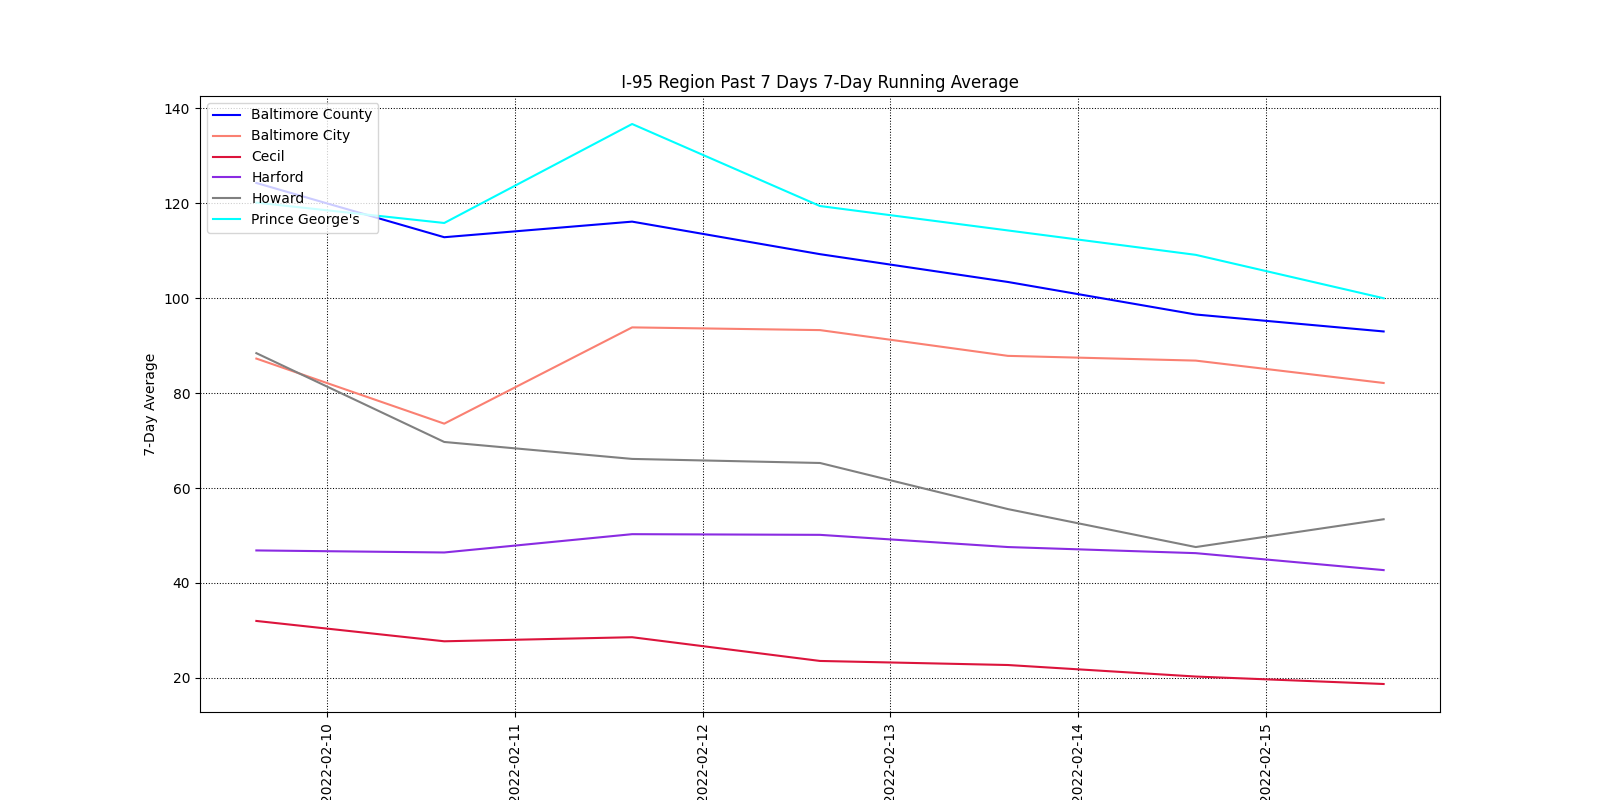 I-95 Region Past 7 Days 7-Day Running Average
Baltimore County
Baltimore City
Cecil
Harford
Howard
Prince George's
7-Day Average
140
120
100
80
60
40
20
2022-02-10
2022-02-11
2022-02-12
2022-02-13
2022-02-14
2022-02-15